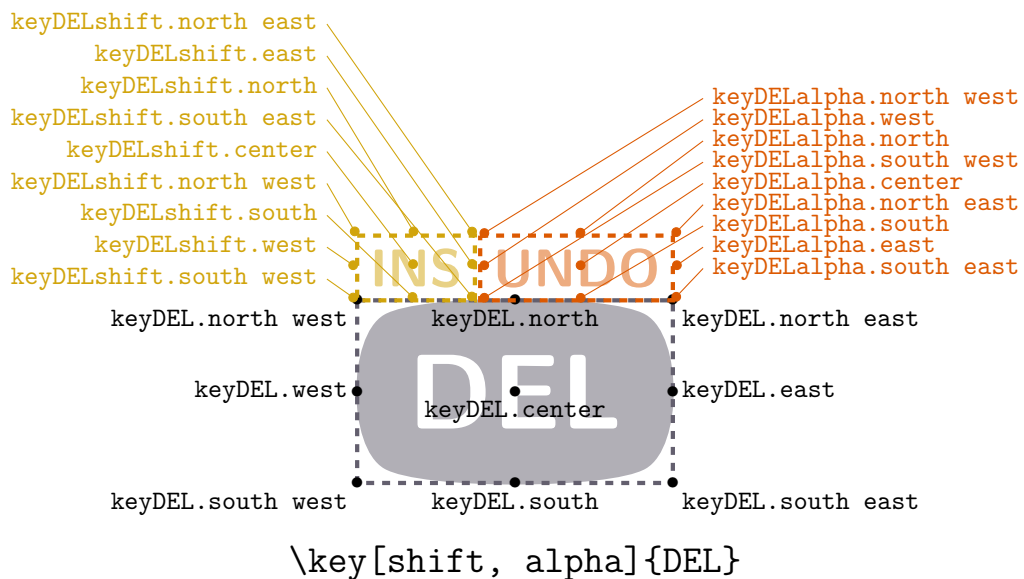 keyDELshift.north east
keyDELshift.east
keyDELshift.north
keyDELshift.south east
keyDELshift.center
keyDELshift.north west
keyDELshift.south
keyDELshift.west
keyDELshift.south west
keyDELalpha.north west
keyDELalpha.west
keyDELalpha.north
keyDELalpha.south west
keyDELalpha.center
keyDELalpha.north east
keyDELalpha.south
keyDELalpha.east
keyDELalpha.south east
INS UNDO
keyDEL.north west keyDEL.north keyDEL.north east
DEL
keyDEL.west keyDEL.east
keyDEL.center
keyDEL.south west keyDEL.south keyDEL.south east
\key[shift, alpha]{DEL}